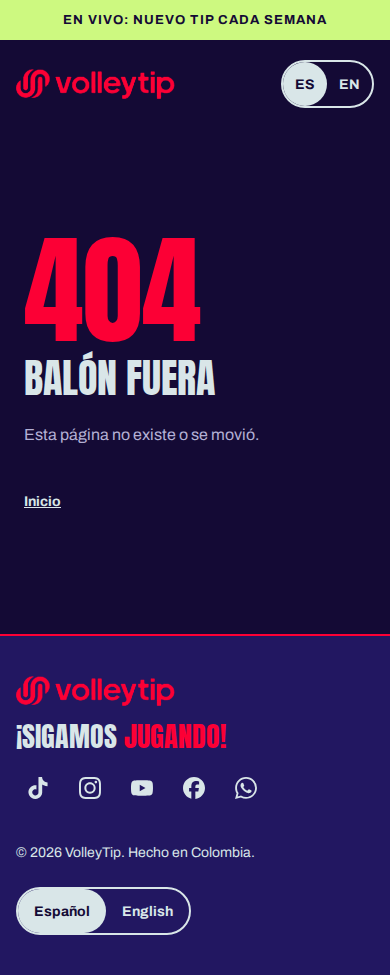 EN VIVO: NUEVO TIP CADA SEMANA
volleytip
ES EN
404
BALÓN FUERA
Esta página no existe o se movió.
Inicio
volleytip
¡SIGAMOS JUGANDO!
© 2026 VolleyTip. Hecho en Colombia.
Español English